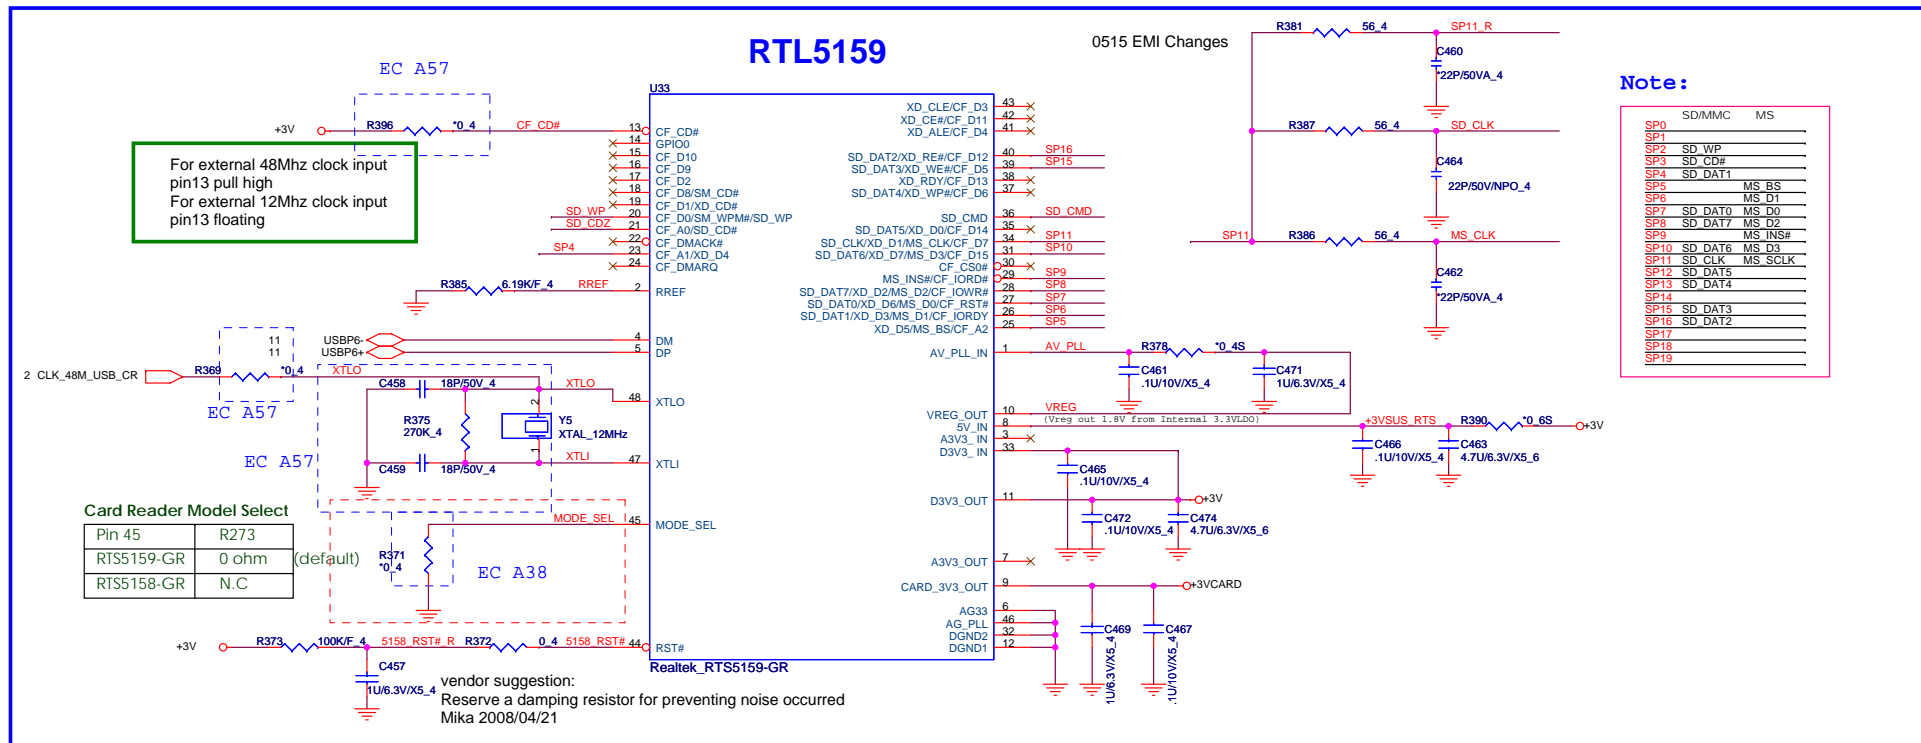 RTL5159
0515 EMI Changes
EC A57
+3V
R396
*0_4
CF_CD#
For external 48Mhz clock input
pin13 pull high
For external 12Mhz clock input
pin13 floating
U33
13 CF_CD#
14 GPIO0
15 CF_D10
16 CF_D9
17 CF_D2
18 CF_D8/SM_CD#
19 CF_D1/XD_CD#
SD_WP 20 CF_D0/SM_WPM#/SD_WP
SD_CDZ 21 CF_A0/SD_CD#
22 CF_DMACK#
SP4 23 CF_A1/XD_D4
24 CF_DMARQ
R385 6.19K/F_4 RREF 2 RREF
11 USBP6- 4 DM
11 USBP6+ 5 DP
2 CLK_48M_USB_CR
R369
*0_4
XTLO
EC A57
C458 18P/50V_4 XTLO 48 XTLO
R375
270K_4
2
Y5
XTAL_12MHz
1
C459 18P/50V_4 XTLI 47 XTLI
EC A57
Card Reader Model Select
Pin 45 R273
RTS5159-GR 0 ohm (default)
RTS5158-GR N.C
MODE_SEL 45 MODE_SEL
R371
*0_4
EC A38
+3V R373 100K/F_4 5158_RST#_R R372 0_4 5158_RST# 44 RST#
C457
1U/6.3V/X5_4
Realtek_RTS5159-GR
vendor suggestion:
Reserve a damping resistor for preventing noise occurred
Mika 2008/04/21
XD_CLE/CF_D3 43
XD_CE#/CF_D11 42
XD_ALE/CF_D4 41
SD_DAT2/XD_RE#/CF_D12 40 SP16
SD_DAT3/XD_WE#/CF_D5 39 SP15
XD_RDY/CF_D13 38
SD_DAT4/XD_WP#/CF_D6 37
SD_CMD 36 SD_CMD
SD_DAT5/XD_D0/CF_D14 35
SD_CLK/XD_D1/MS_CLK/CF_D7 34 SP11
SD_DAT6/XD_D7/MS_D3/CF_D15 31 SP10
CF_CS0# 30
MS_INS#/CF_IORD# 29 SP9
SD_DAT7/XD_D2/MS_D2/CF_IOWR# 28 SP8
SD_DAT0/XD_D6/MS_D0/CF_RST# 27 SP7
SD_DAT1/XD_D3/MS_D1/CF_IORDY 26 SP6
XD_D5/MS_BS/CF_A2 25 SP5
AV_PLL_IN 1 AV_PLL R378 *0_4S
C461
.1U/10V/X5_4
C471
1U/6.3V/X5_4
VREG_OUT 10 VREG
(Vreg out 1.8V from Internal 3.3VLDO)
5V_IN 8 +3VSUS_RTS R390 *0_6S +3V
A3V3_IN 3
D3V3_IN 33
C466
.1U/10V/X5_4
C463
4.7U/6.3V/X5_6
C465
.1U/10V/X5_4
D3V3_OUT 11 +3V
C472
.1U/10V/X5_4
C474
4.7U/6.3V/X5_6
A3V3_OUT 7
CARD_3V3_OUT 9 +3VCARD
AG33 6
AG_PLL 46
DGND2 32
DGND1 12
C469
1U/6.3V/X5_4
C467
.1U/10V/X5_4
R381 56_4 SP11_R
C460
*22P/50VA_4
R387 56_4 SD_CLK
C464
22P/50V/NPO_4
SP11 R386 56_4 MS_CLK
C462
*22P/50VA_4
Note:
SD/MMC MS
SP0
SP1
SP2 SD_WP
SP3 SD_CD#
SP4 SD_DAT1
SP5 MS_BS
SP6 MS_D1
SP7 SD_DAT0 MS_D0
SP8 SD_DAT7 MS_D2
SP9 MS_INS#
SP10 SD_DAT6 MS_D3
SP11 SD_CLK MS_SCLK
SP12 SD_DAT5
SP13 SD_DAT4
SP14
SP15 SD_DAT3
SP16 SD_DAT2
SP17
SP18
SP19